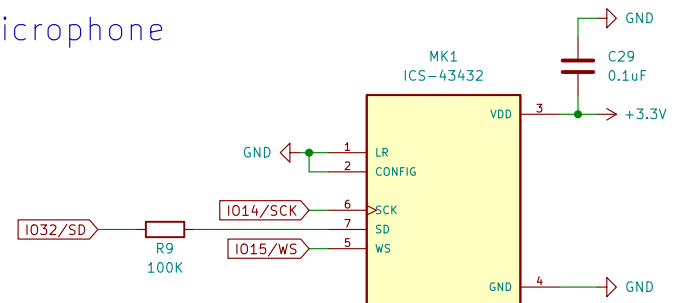 icrophone
GND
MK1
ICS-43432
C29
0.1uF
VDD 3
+3.3V
GND
1 LR
2 CONFIG
IO14/SCK
6 SCK
IO32/SD
7 SD
R9
100K
IO15/WS
5 WS
GND 4
GND